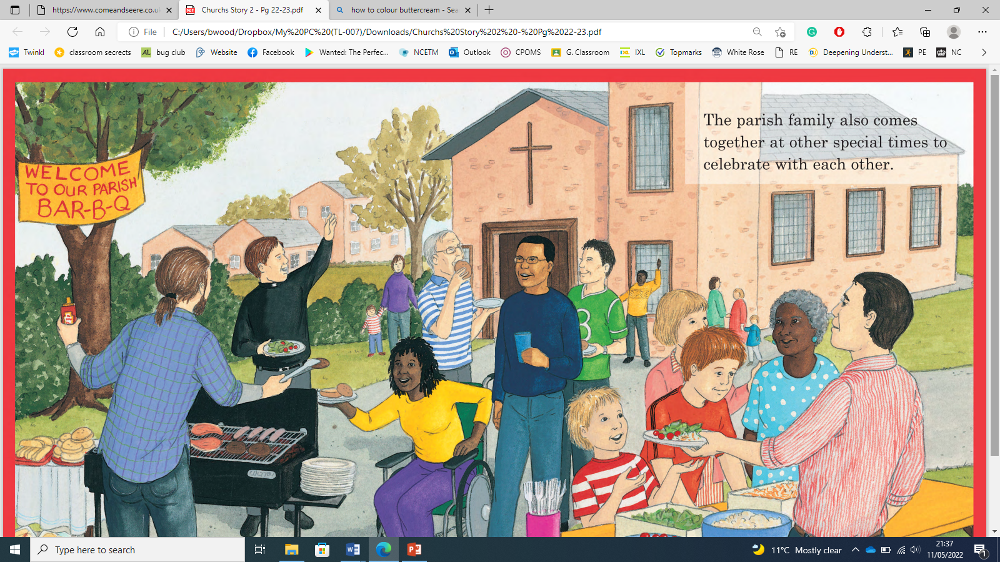 https://www.comeandseere.co.uk
Churchs Story 2 - Pg 22-23.pdf
how to colour buttercream - Sea
File
C:/Users/bwood/Dropbox/My%20PC%20(TL-007)/Downloads/Churchs%20Story%202%20-%20Pg%2022-23.pdf
Twinkl
classroom secrects
bug club
Website
Facebook
Wanted: The Perfec...
NCETM
Outlook
CPOMS
G. Classroom
IXL
Topmarks
White Rose
RE
Deepening Underst...
PE
NC
The parish family also comes
together at other special times to
celebrate with each other.
WELCOME
TO OUR PARISH
BAR-B-Q
8
Type here to search
11°C Mostly clear
21:37
11/05/2022
1